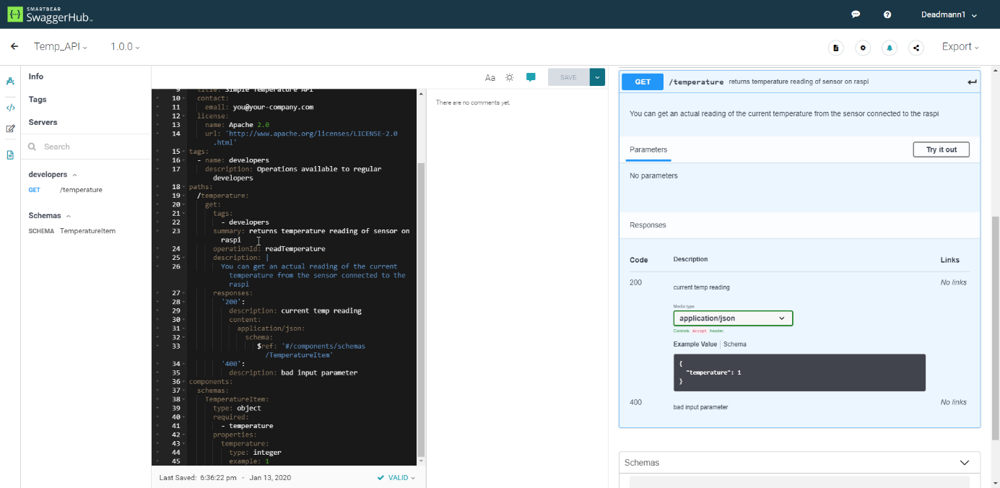 SMARTBEAR
SwaggerHub
Deadmann1
Temp_API
1.0.0
Export
Info
Tags
Servers
Search
developers
GET /temperature
Schemas
SCHEMA TemperatureItem
Aa
SAVE
9 title: Simple Temperature API
10 contact:
11 email: you@your-company.com
12 license:
13 name: Apache 2.0
14 url: 'http://www.apache.org/licenses/LICENSE-2.0
.html'
15 tags:
16 - name: developers
17 description: Operations available to regular
developers
18 paths:
19 /temperature:
20 get:
21 tags:
22 - developers
23 summary: returns temperature reading of sensor on
raspi
24 operationId: readTemperature
25 description: |
26 You can get an actual reading of the current
temperature from the sensor connected to the
raspi
27 responses:
28 '200':
29 description: current temp reading
30 content:
31 application/json:
32 schema:
33 $ref: '#/components/schemas
/TemperatureItem'
34 '400':
35 description: bad input parameter
36 components:
37 schemas:
38 TemperatureItem:
39 type: object
40 required:
41 - temperature
42 properties:
43 temperature:
44 type: integer
45 example: 1
Last Saved: 6:36:22 pm - Jan 13, 2020
VALID
There are no comments yet.
GET /temperature returns temperature reading of sensor on raspi
You can get an actual reading of the current temperature from the sensor connected to the raspi
Parameters
Try it out
No parameters
Responses
Code Description Links
200 No links
current temp reading
Media type
application/json
Controls Accept header.
Example Value Schema
{
"temperature": 1
}
400 No links
bad input parameter
Schemas